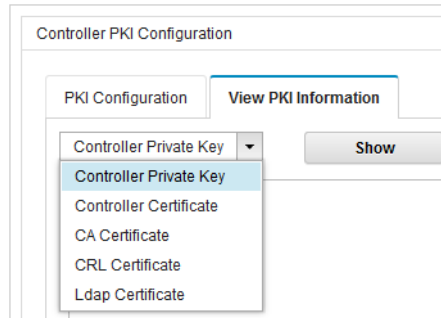 Controller PKI Configuration
PKI Configuration View PKI Information
Controller Private Key Show
Controller Private Key
Controller Certificate
CA Certificate
CRL Certificate
Ldap Certificate